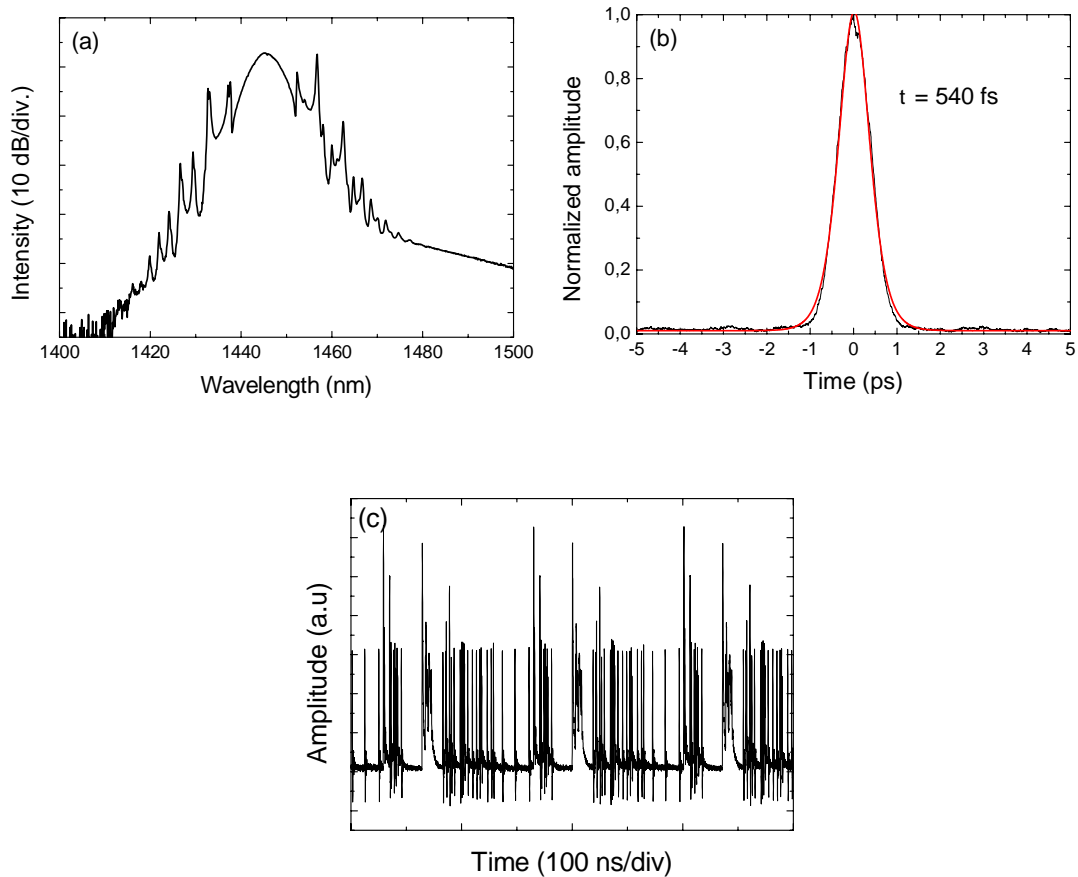 (a)
Intensity (10 dB/div.)
1400 1420 1440 1460 1480 1500
Wavelength (nm)
(b)
t = 540 fs
Normalized amplitude
1,0
0,8
0,6
0,4
0,2
0,0
-5 -4 -3 -2 -1 0 1 2 3 4 5
Time (ps)
(c)
Amplitude (a.u)
Time (100 ns/div)